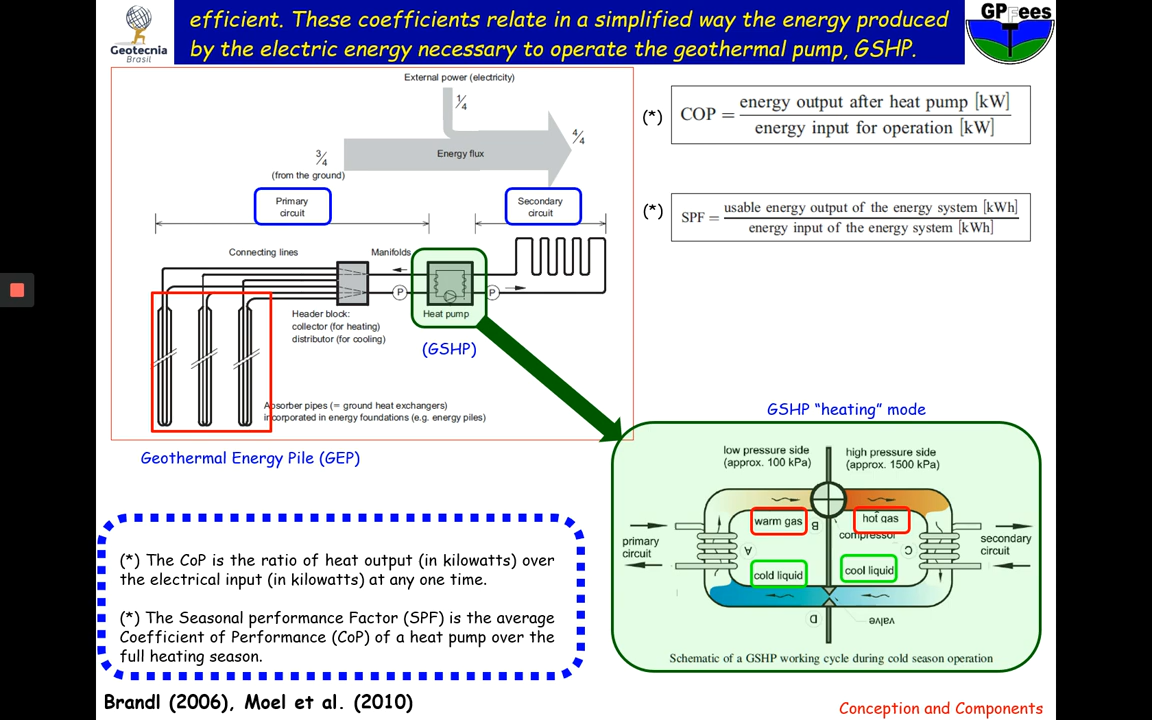 Geotecnia
Brasil
efficient. These coefficients relate in a simplified way the energy produced
by the electric energy necessary to operate the geothermal pump, GSHP.
GPFees
External power (electricity)
1/4
4/4
3/4
Energy flux
(from the ground)
Primary
circuit
Secondary
circuit
Connecting lines
Manifolds
P
P
Header block:
collector (for heating)
distributor (for cooling)
Heat pump
(GSHP)
Absorber pipes (= ground heat exchangers)
incorporated in energy foundations (e.g. energy piles)
Geothermal Energy Pile (GEP)
(*) COP = energy output after heat pump [kW]
energy input for operation [kW]
(*) SPF = usable energy output of the energy system [kWh]
energy input of the energy system [kWh]
GSHP “heating” mode
low pressure side
(approx. 100 kPa)
high pressure side
(approx. 1500 kPa)
warm gas
B
hot gas
compressor
primary
circuit
A
C
secondary
circuit
cold liquid
cool liquid
D
valve
Schematic of a GSHP working cycle during cold season operation
(*) The CoP is the ratio of heat output (in kilowatts) over
the electrical input (in kilowatts) at any one time.
(*) The Seasonal performance Factor (SPF) is the average
Coefficient of Performance (CoP) of a heat pump over the
full heating season.
Brandl (2006), Moel et al. (2010)
Conception and Components